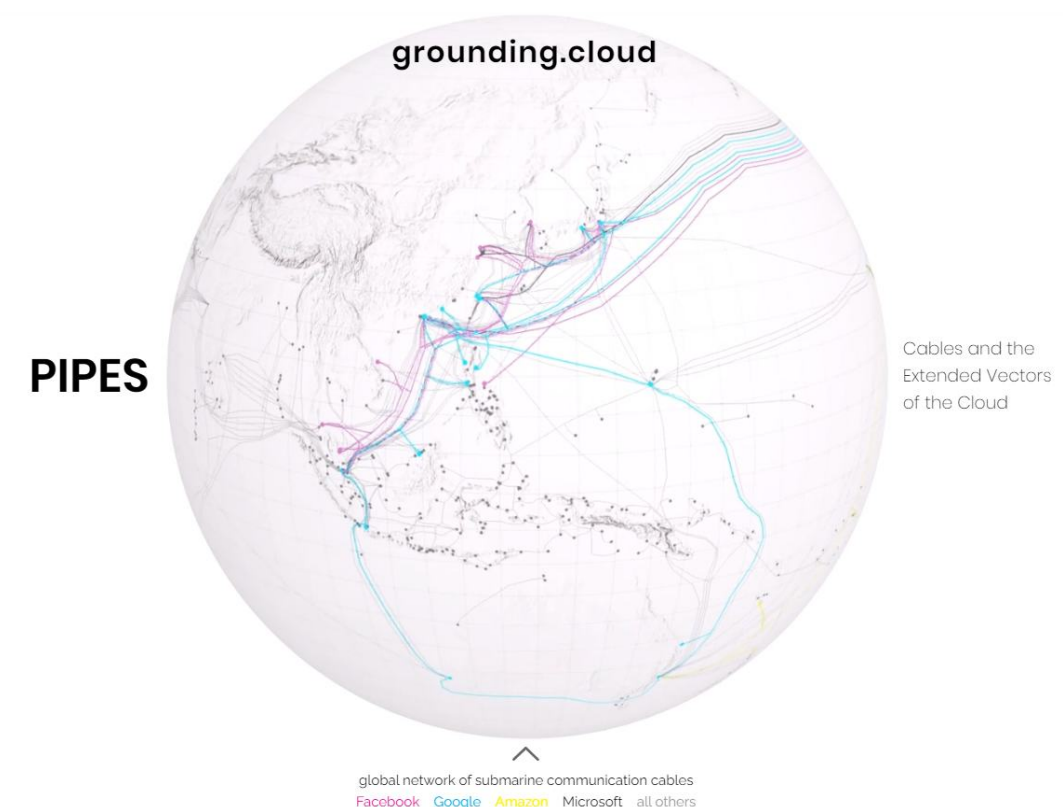 grounding.cloud
PIPES
Cables and the
Extended Vectors
of the Cloud
global network of submarine communication cables
Facebook Google Amazon Microsoft all others